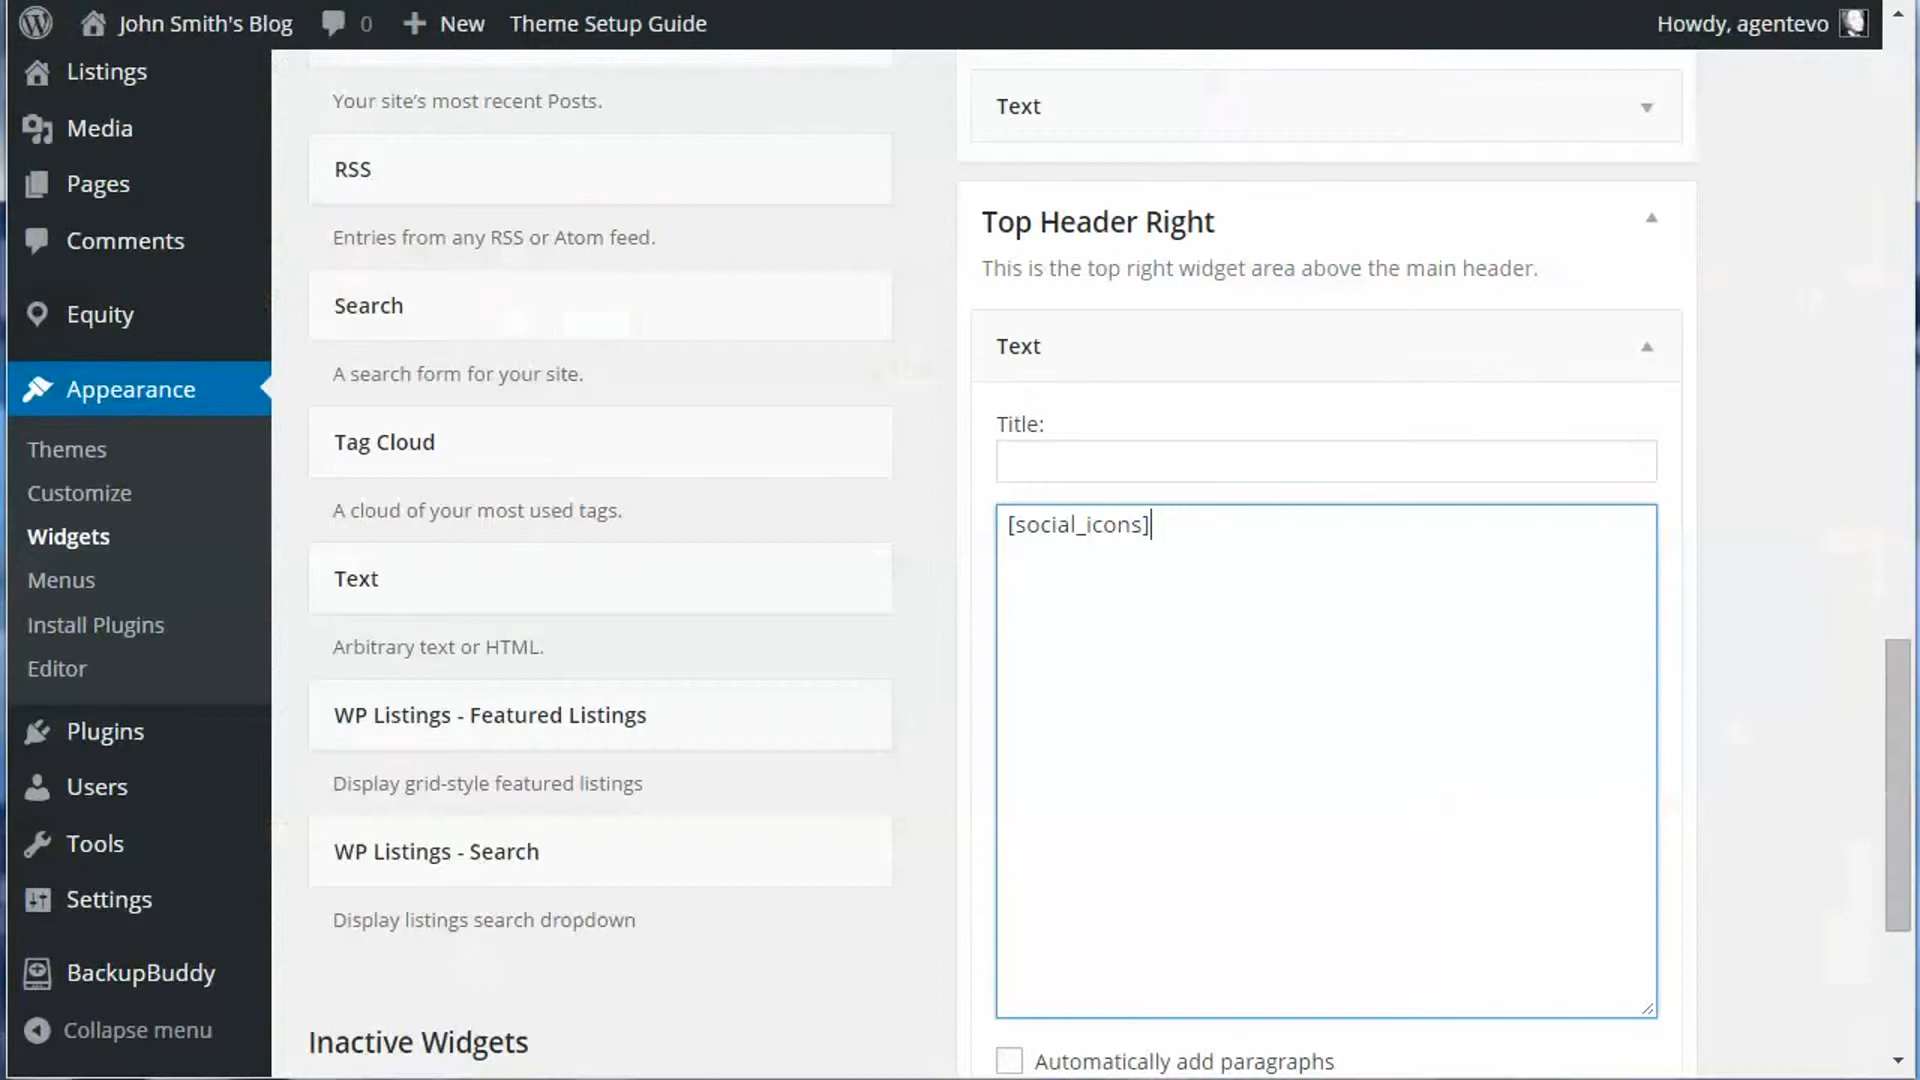 John Smith's Blog 0 New Theme Setup Guide Howdy, agentevo
Listings
Media
Pages
Comments
Equity
Appearance
Themes
Customize
Widgets
Menus
Install Plugins
Editor
Plugins
Users
Tools
Settings
BackupBuddy
Collapse menu
Your site's most recent Posts.
RSS
Entries from any RSS or Atom feed.
Search
A search form for your site.
Tag Cloud
A cloud of your most used tags.
Text
Arbitrary text or HTML.
WP Listings - Featured Listings
Display grid-style featured listings
WP Listings - Search
Display listings search dropdown
Inactive Widgets
Text
Top Header Right
This is the top right widget area above the main header.
Text
Title:
[social_icons]
Automatically add paragraphs